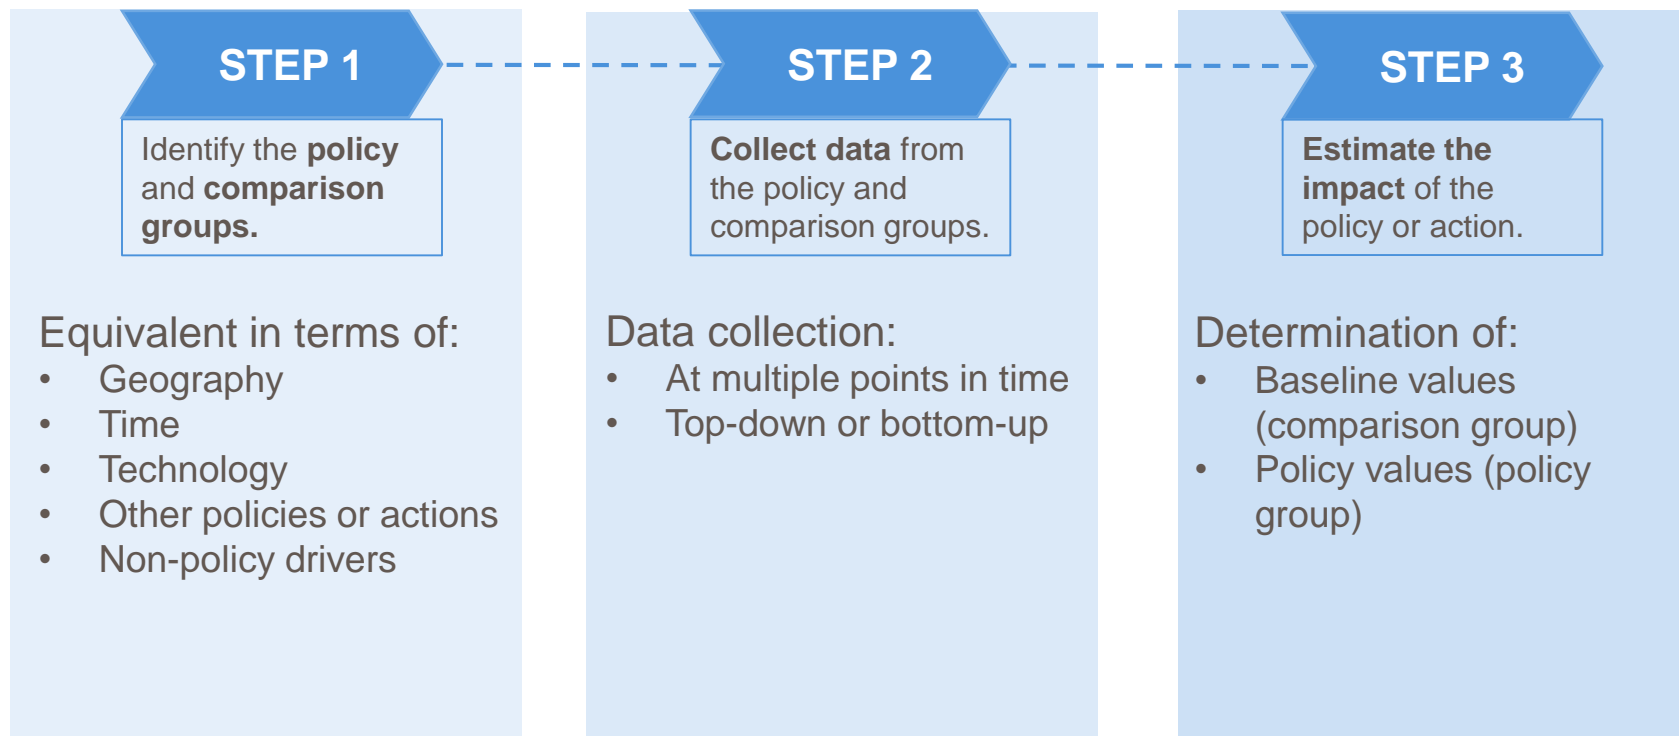 STEP 1
Identify the policy
and comparison
groups.
Equivalent in terms of:
• Geography
• Time
• Technology
• Other policies or actions
• Non-policy drivers
STEP 2
Collect data from
the policy and
comparison groups.
Data collection:
• At multiple points in time
• Top-down or bottom-up
STEP 3
Estimate the
impact of the
policy or action.
Determination of:
• Baseline values
(comparison group)
• Policy values (policy
group)